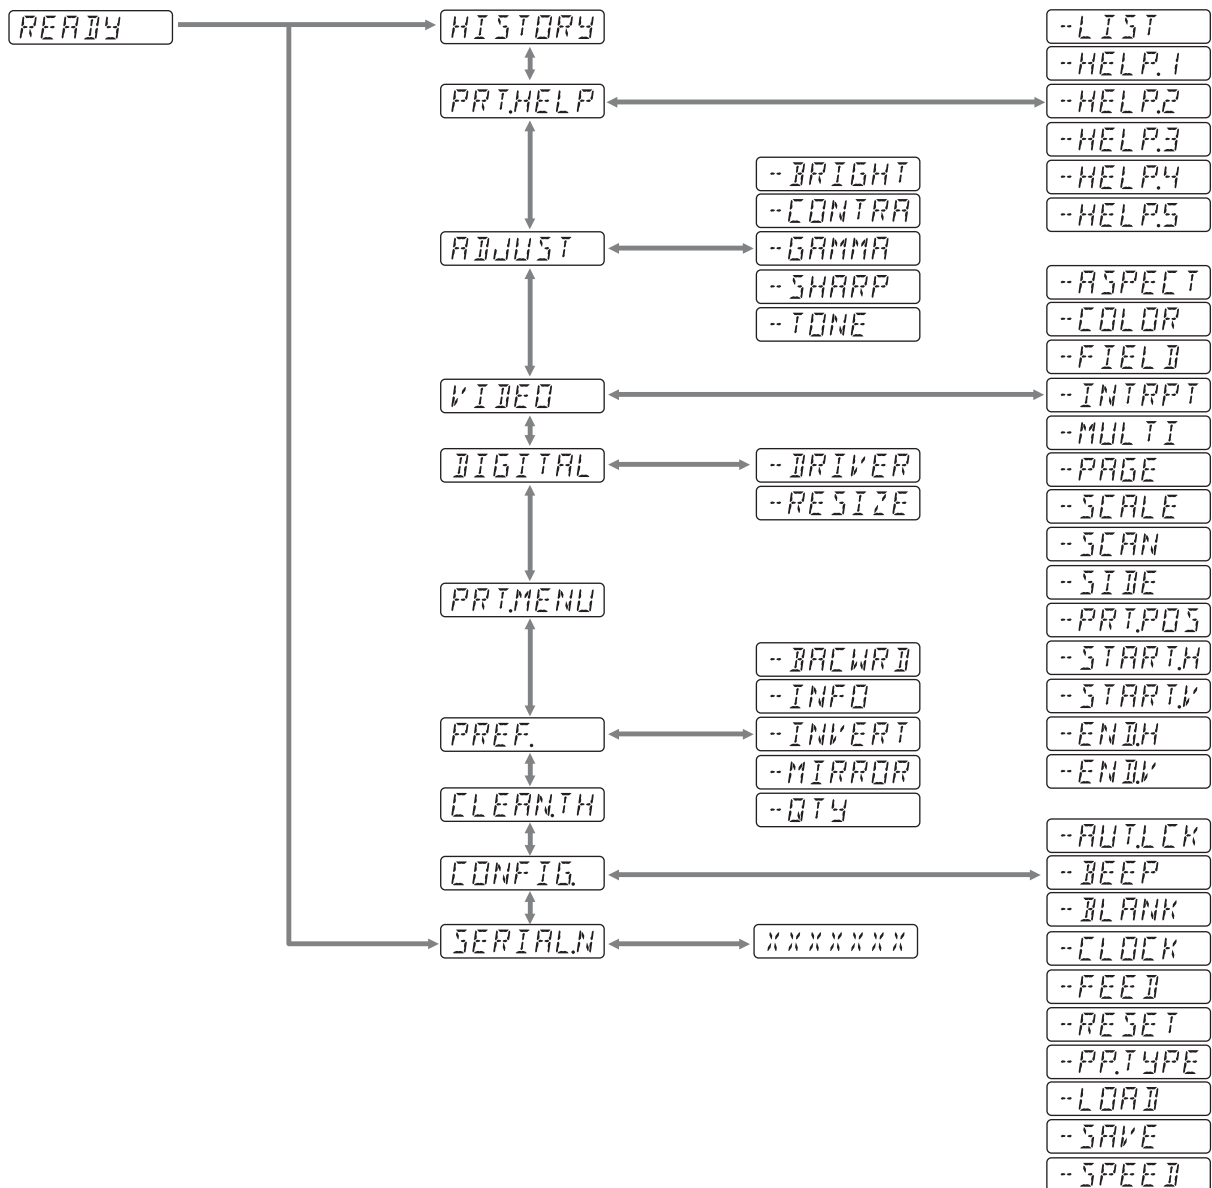 READY
HISTORY
PRT.HELP
ADJUST
VIDEO
DIGITAL
PRT.MENU
PREF.
CLEAN.TH
CONFIG.
SERIAL.N
--BRIGHT
--CONTRA
--GAMMA
--SHARP
--TONE
--DRIVER
--RESIZE
--BACWRD
--INFO
--INVERT
--MIRROR
--QTY
XXXXXXX
--LIST
--HELP.1
--HELP.2
--HELP.3
--HELP.4
--HELP.5
--ASPECT
--COLOR
--FIELD
--INTRPT
--MULTI
--PAGE
--SCALE
--SCAN
--SIDE
--PRT.POS
--START.H
--START.V
--END.H
--END.V
--AUT.LCK
--BEEP
--BLANK
--CLOCK
--FEED
--RESET
--PP.TYPE
--LOAD
--SAVE
--SPEED